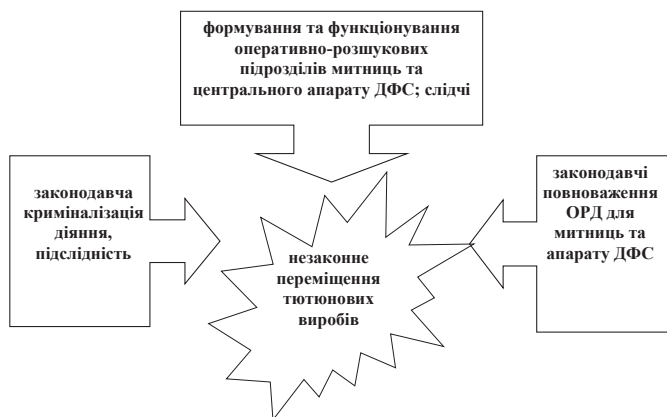 формування та функціонування
оперативно-розшукових
підрозділів митниць та
центрального апарату ДФС; слідчі
законодавча
криміналізація
діяння,
підслідність
незаконне
переміщення
тютюнових
виробів
законодавчі
повноваження
ОРД для
митниць та
апарату ДФС